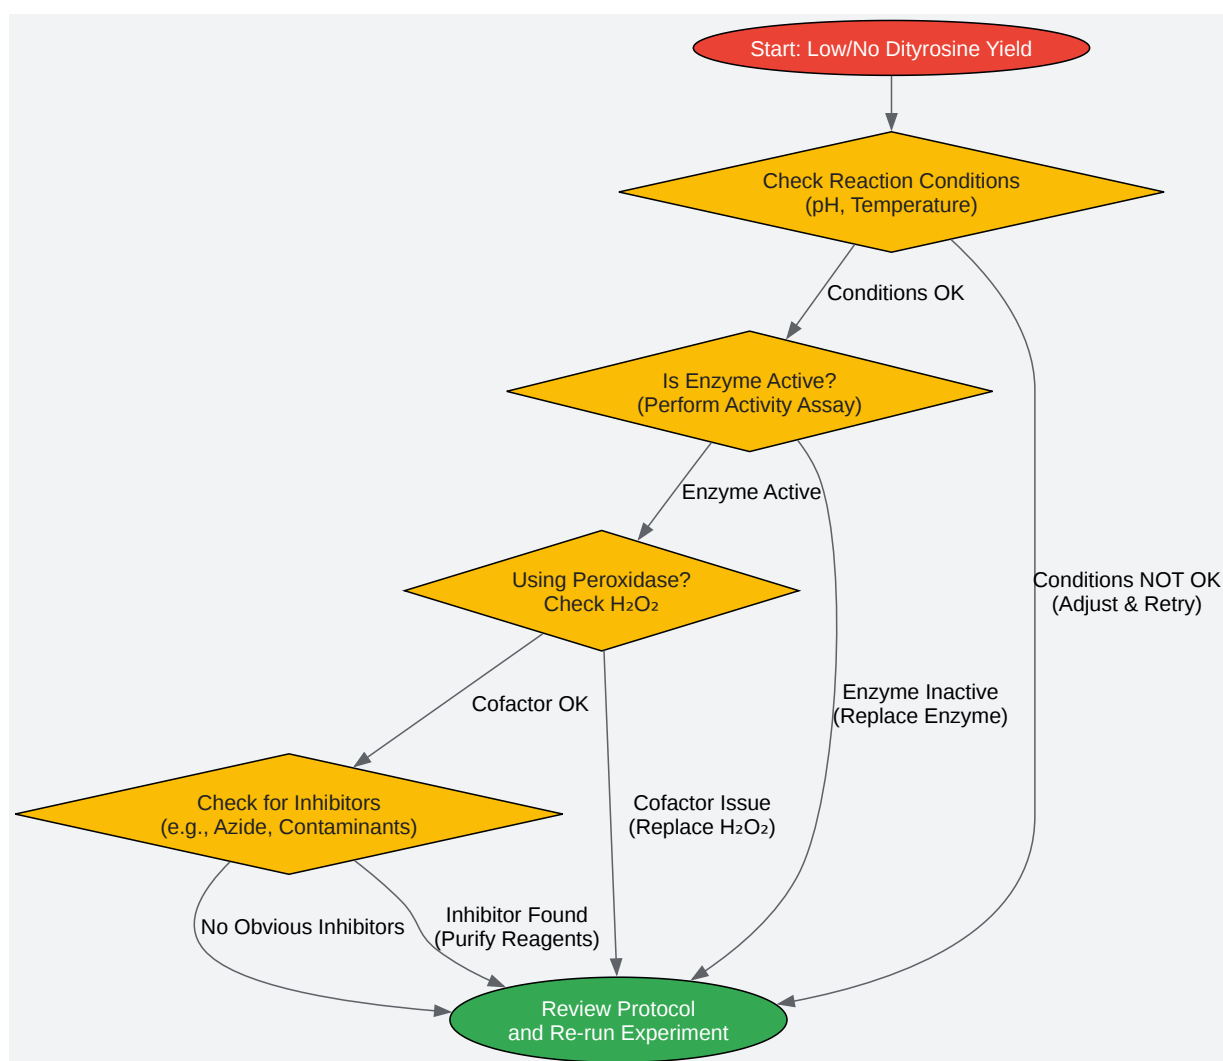 Start: Low/No Dityrosine Yield
Check Reaction Conditions
(pH, Temperature)
Conditions OK
Is Enzyme Active?
(Perform Activity Assay)
Enzyme Active
Using Peroxidase?
Check H₂O₂
Conditions NOT OK
(Adjust & Retry)
Cofactor OK
Enzyme Inactive
(Replace Enzyme)
Check for Inhibitors
(e.g., Azide, Contaminants)
Cofactor Issue
(Replace H₂O₂)
No Obvious Inhibitors
Inhibitor Found
(Purify Reagents)
Review Protocol
and Re-run Experiment